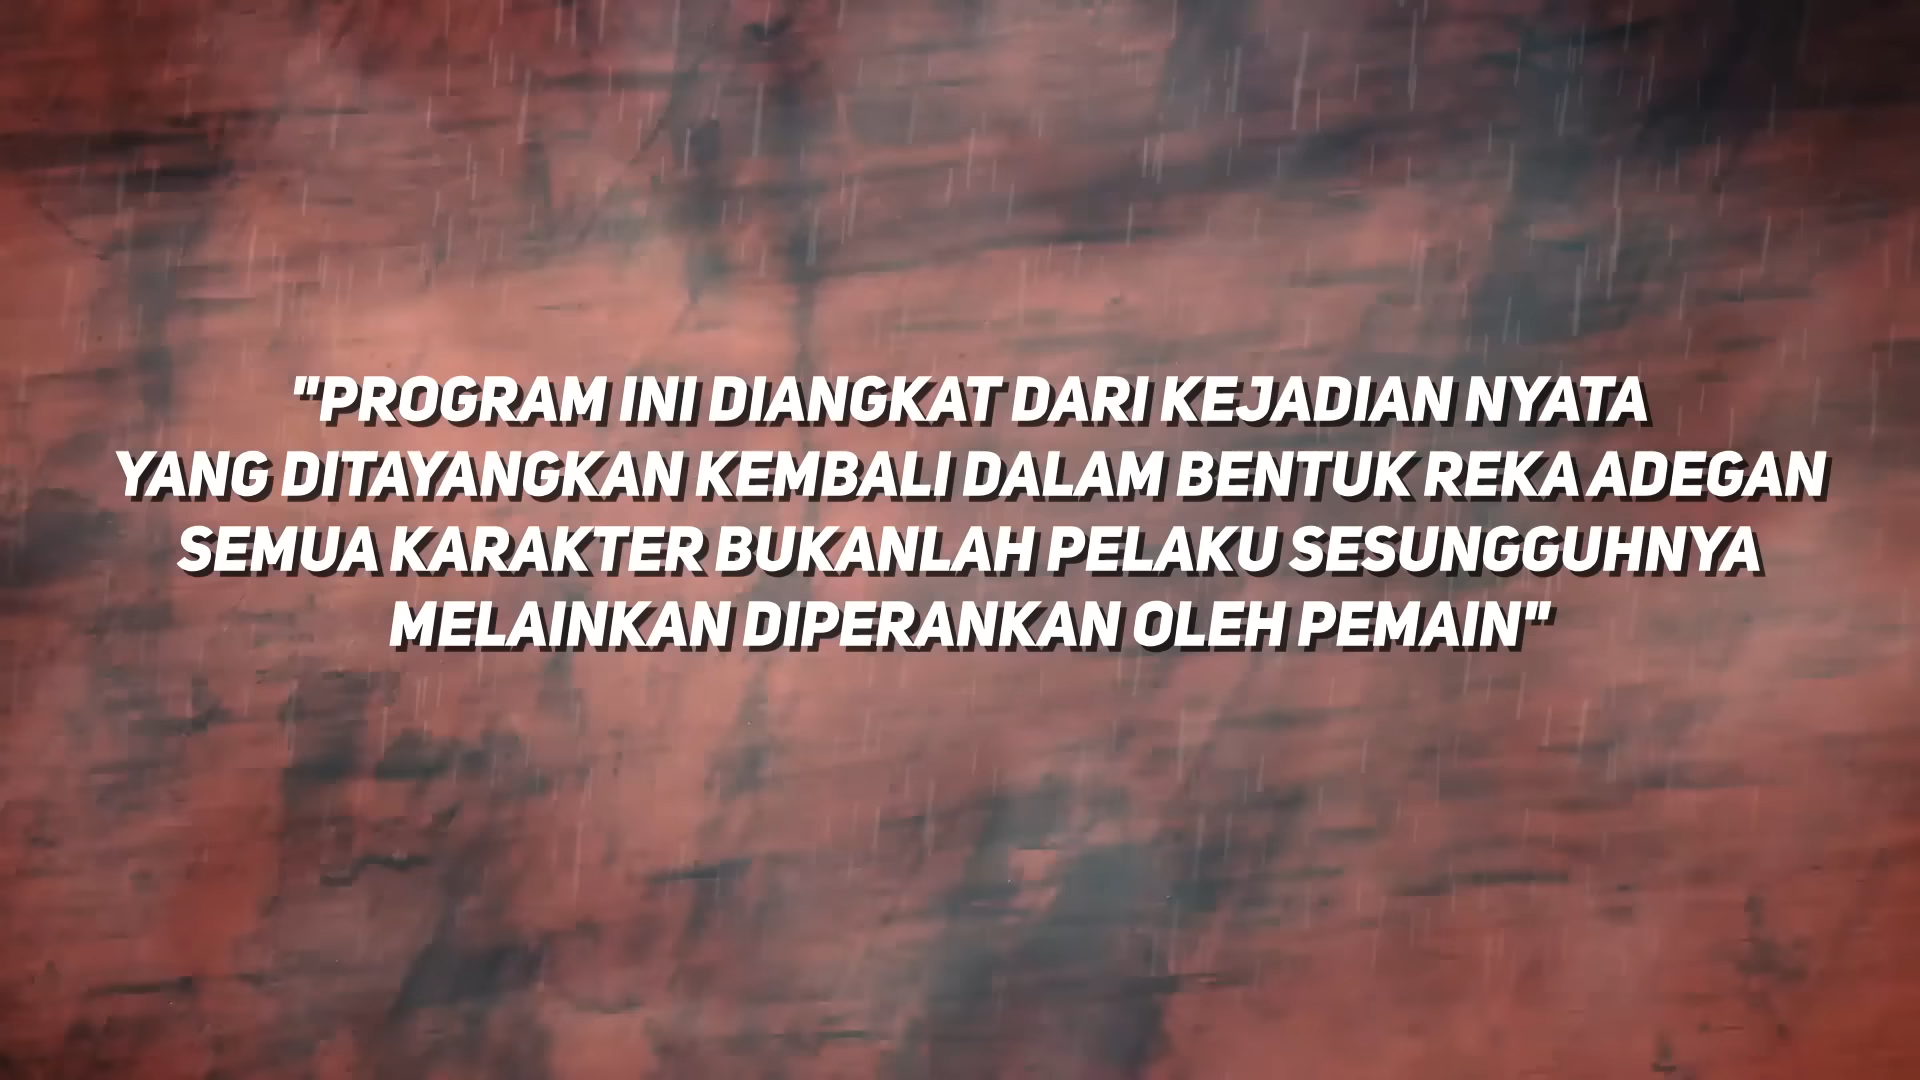 "PROGRAM INI DIANGKAT DARI KEJADIAN NYATA
YANG DITAYANGKAN KEMBALI DALAM BENTUK REKA ADEGAN
SEMUA KARAKTER BUKANLAH PELAKU SESUNGGUHNYA
MELAINKAN DIPERANKAN OLEH PEMAIN"